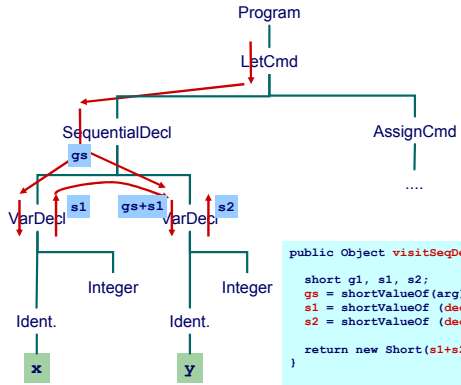 Program
LetCmd
SequentialDecl
AssignCmd
gs
....
s1
gs+s1
s2
VarDecl
VarDecl
public Object visitSeqDe
Integer
Integer
short g1, s1, s2;
gs = shortValueOf(arg)
s1 = shortValueOf (dec
Ident.
Ident.
s2 = shortValueOf (dec
return new Short(s1+s2
x
y
}